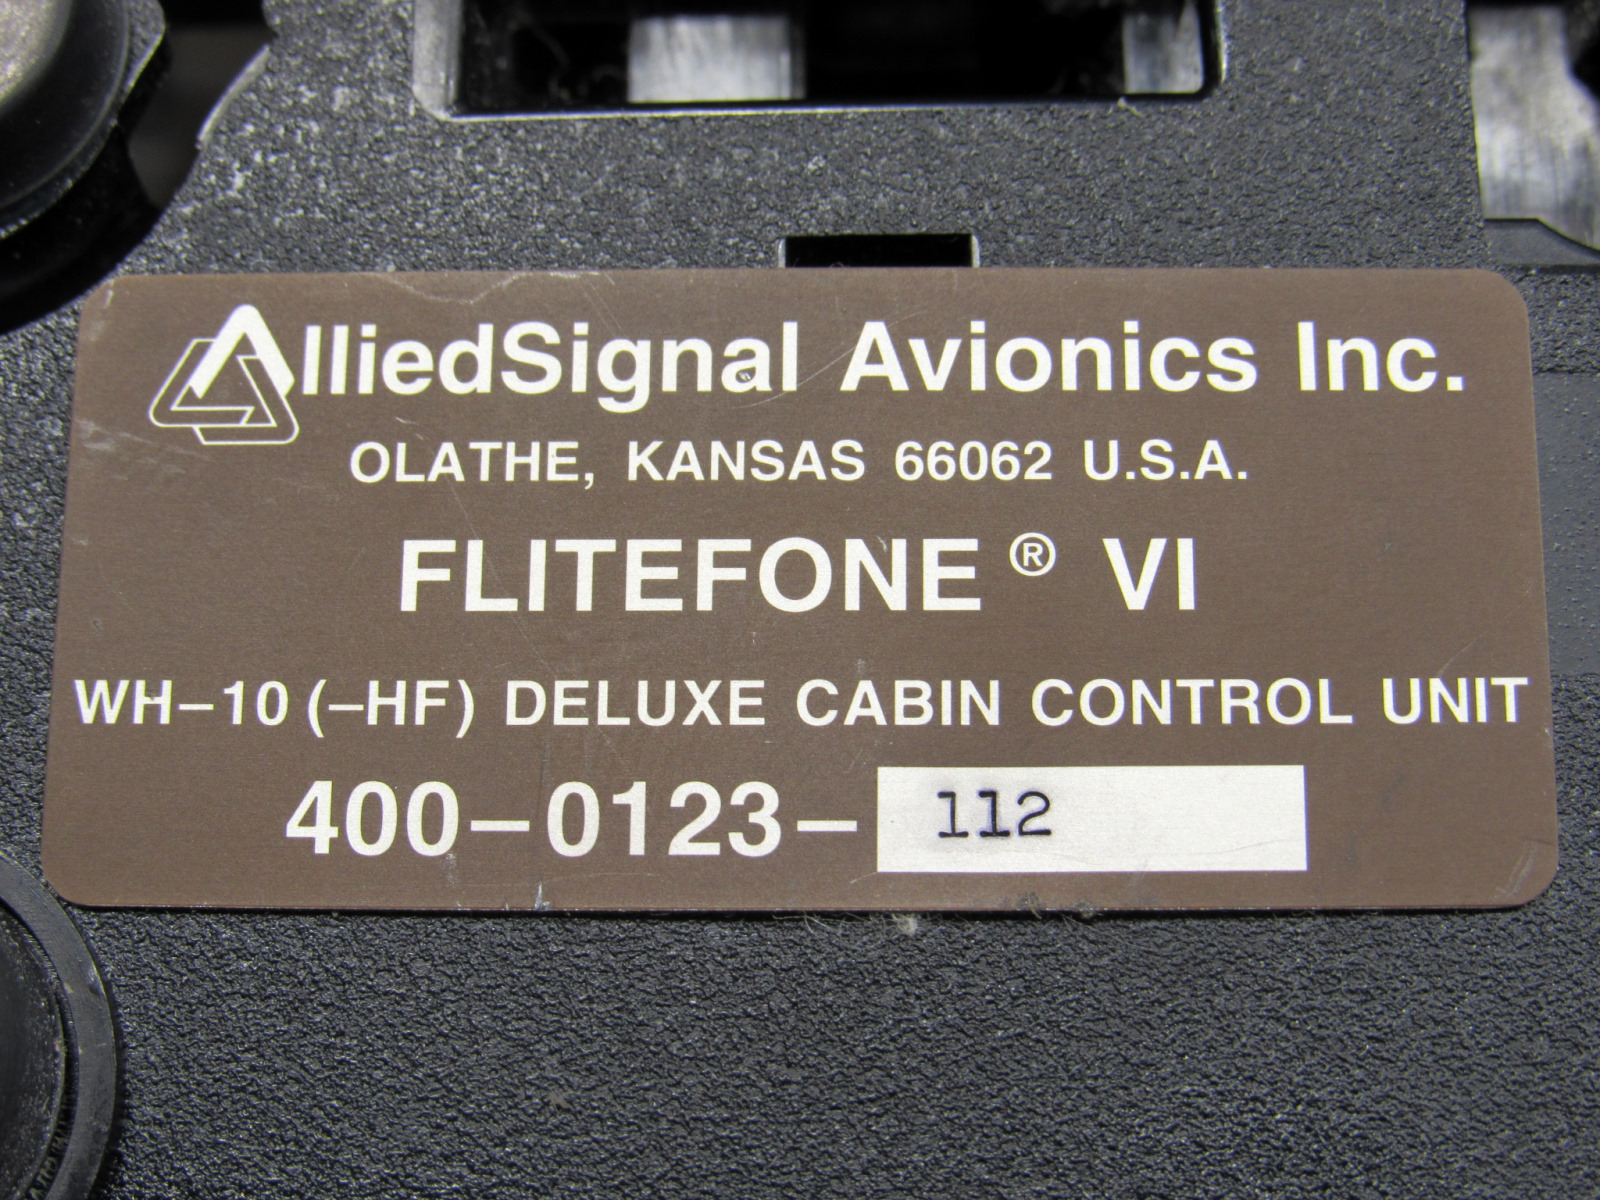 AlliedSignal Avionics Inc.
OLATHE, KANSAS 66062 U.S.A.
FLITEFONE® VI
WH-10 (-HF) DELUXE CABIN CONTROL UNIT
400-0123- 112